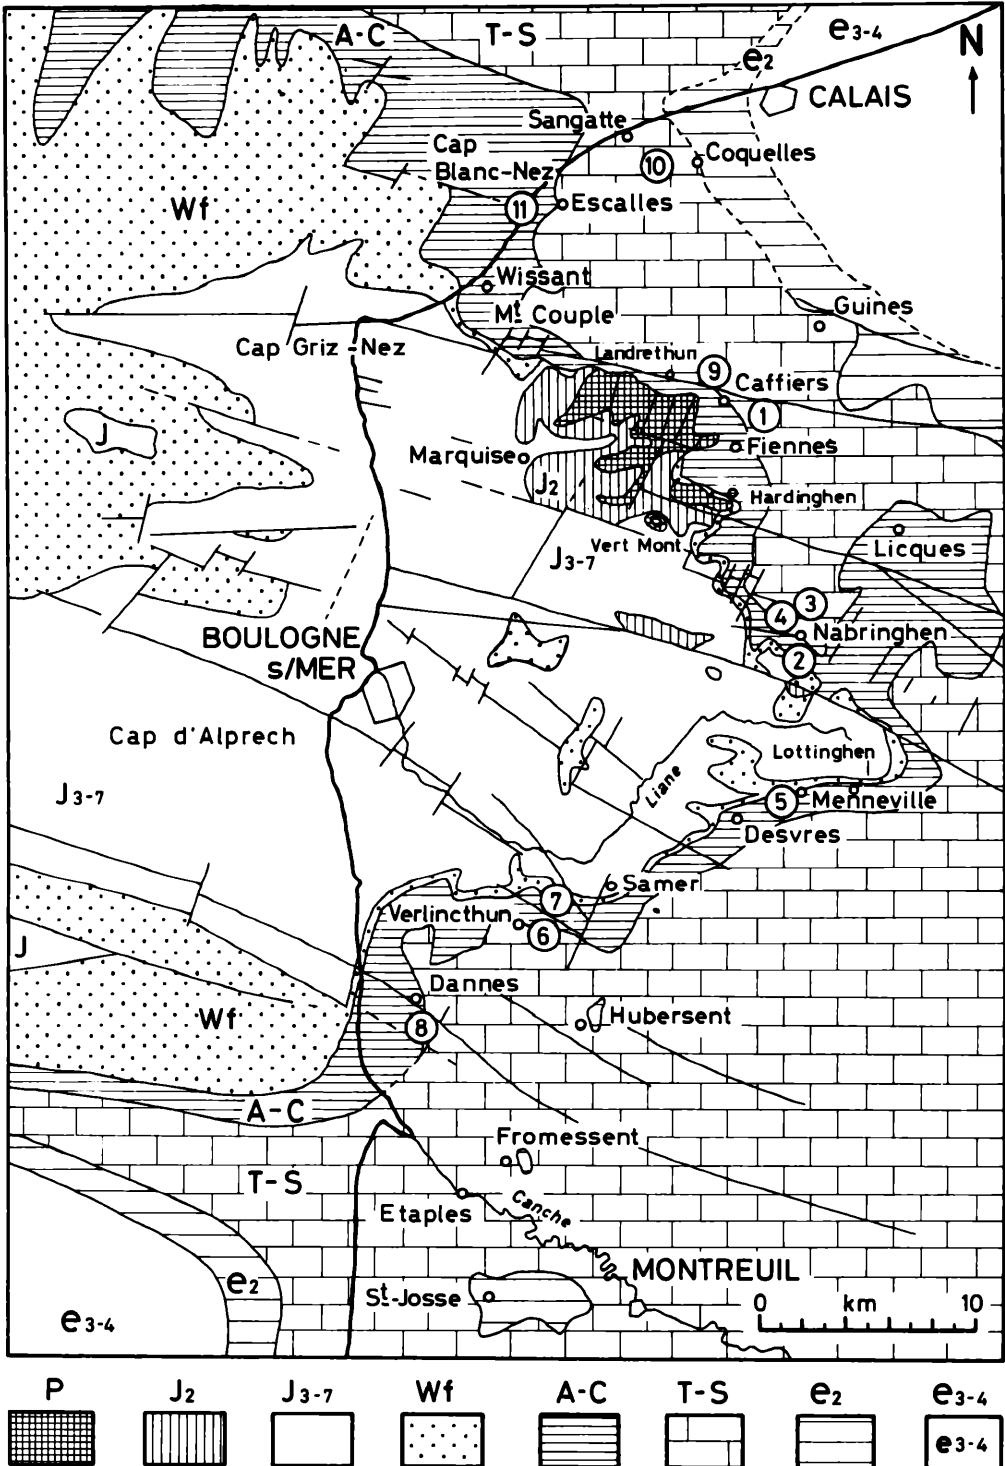 A-C
T-S
e3-4
e2
N
CALAIS
Sangatte
Cap
Blanc-Nez
10
Coquelles
Wf
11
Escalles
Wissant
Mt Couple
Guines
Cap Griz-Nez
Landrethun
9
Caffiers
1
J
Marquise
Fiennes
J2
Hardinghen
Vert Mont
J3-7
Licques
3
4
BOULOGNE
s/MER
Nabringhen
2
Cap d'Alprech
Lottinghen
J3-7
Liane
5
Menneville
Desvres
Samer
7
Verlincthun
6
J
Dannes
Wf
8
Hubersent
A-C
Fromessent
T-S
Etaples
Canche
MONTREUIL
e2
St-Josse
0 km 10
e3-4
P J2 J3-7 Wf A-C T-S e2 e3-4
e3-4